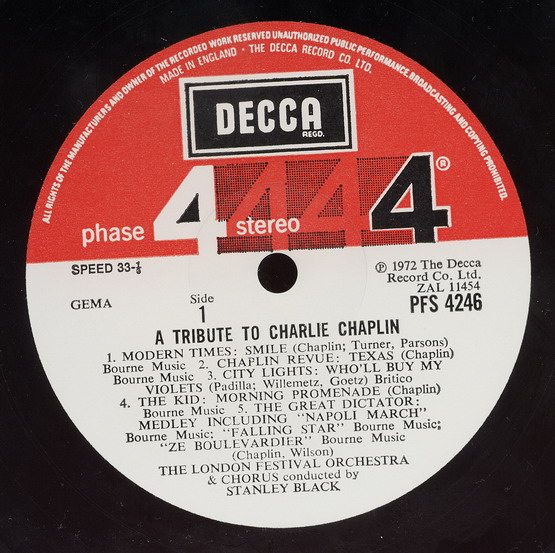 ALL RIGHTS OF THE MANUFACTURERS AND OWNER OF THE RECORDED WORK RESERVED UNAUTHORIZED PUBLIC PERFORMANCE, BROADCASTING AND COPYING PROHIBITED.
MADE IN ENGLAND · THE DECCA RECORD CO. LTD.
DECCA
REGD.
phase 4 stereo 4 4 4 ®
SPEED 33-⅓
℗ 1972 The Decca
Record Co. Ltd.
ZAL 11454
PFS 4246
GEMA
Side
1
A TRIBUTE TO CHARLIE CHAPLIN
1. MODERN TIMES: SMILE (Chaplin; Turner, Parsons)
Bourne Music 2. CHAPLIN REVUE: TEXAS (Chaplin)
Bourne Music 3. CITY LIGHTS: WHO'LL BUY MY
VIOLETS (Padilla; Willemetz, Goetz) Britico
4. THE KID: MORNING PROMENADE (Chaplin)
Bourne Music 5. THE GREAT DICTATOR:
MEDLEY INCLUDING "NAPOLI MARCH"
Bourne Music; "FALLING STAR" Bourne Music;
"ZE BOULEVARDIER" Bourne Music
(Chaplin, Wilson)
THE LONDON FESTIVAL ORCHESTRA
& CHORUS conducted by
STANLEY BLACK